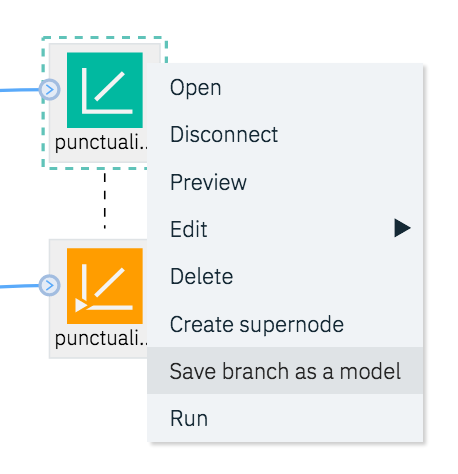 punctuali..
Open
Disconnect
Preview
Edit
Delete
Create supernode
Save branch as a model
Run
punctuali..